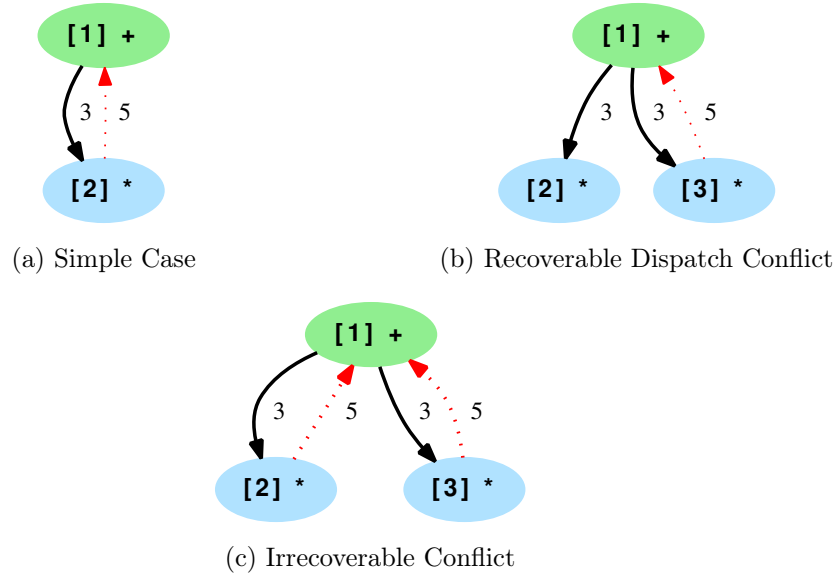 [1] +
3 5
[2] *
(a) Simple Case
[1] +
3 3 5
[2] * [3] *
(b) Recoverable Dispatch Conflict
[1] +
3 5 3 5
[2] * [3] *
(c) Irrecoverable Conflict